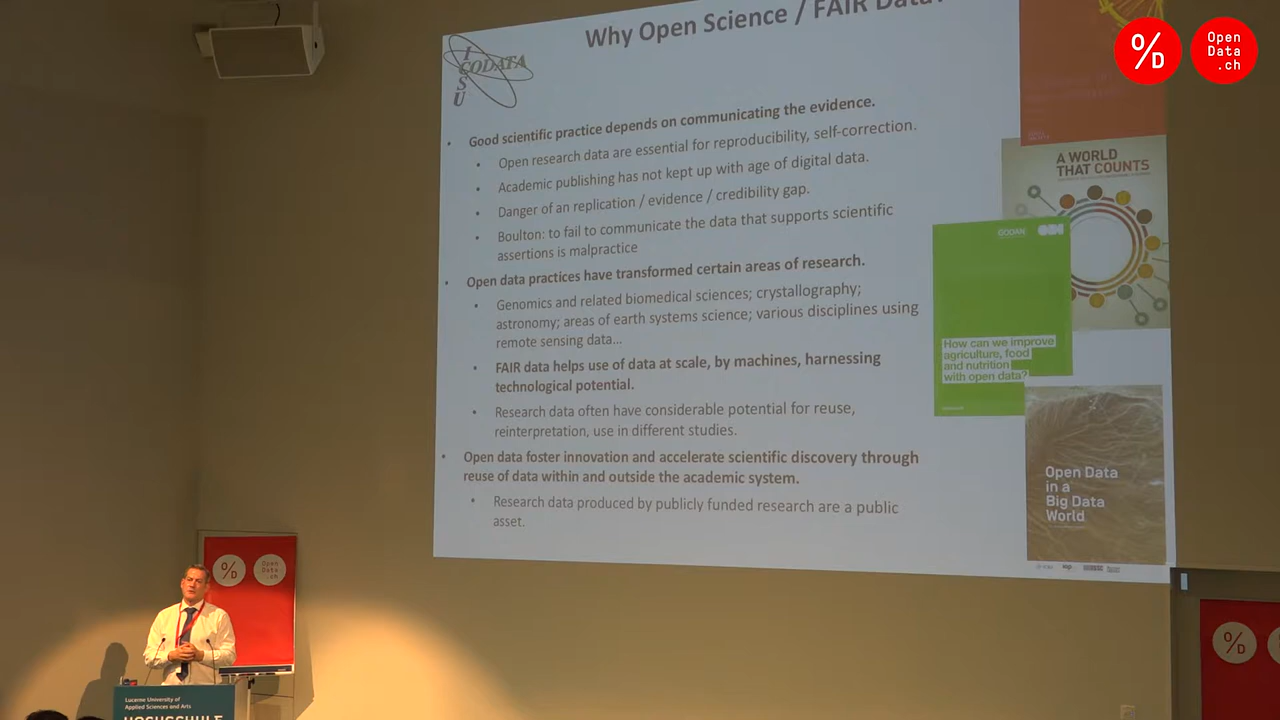 Why Open Science / FAIR Data?
I
CODATA
S
U
• Good scientific practice depends on communicating the evidence.
• Open research data are essential for reproducibility, self-correction.
• Academic publishing has not kept up with age of digital data.
• Danger of an replication / evidence / credibility gap.
• Boulton: to fail to communicate the data that supports scientific
assertions is malpractice
• Open data practices have transformed certain areas of research.
• Genomics and related biomedical sciences; crystallography;
astronomy; areas of earth systems science; various disciplines using
remote sensing data...
• FAIR data helps use of data at scale, by machines, harnessing
technological potential.
• Research data often have considerable potential for reuse,
reinterpretation, use in different studies.
• Open data foster innovation and accelerate scientific discovery through
reuse of data within and outside the academic system.
• Research data produced by publicly funded research are a public
asset.
A WORLD
THAT COUNTS
GODAN
ODI
How can we improve
agriculture, food
and nutrition
with open data?
Open Data
in a
Big Data
World
%D
Open
Data
.ch
%D
Open
Data
.ch
Lucerne University of
Applied Sciences and Arts
HOCHSCHULE
%D